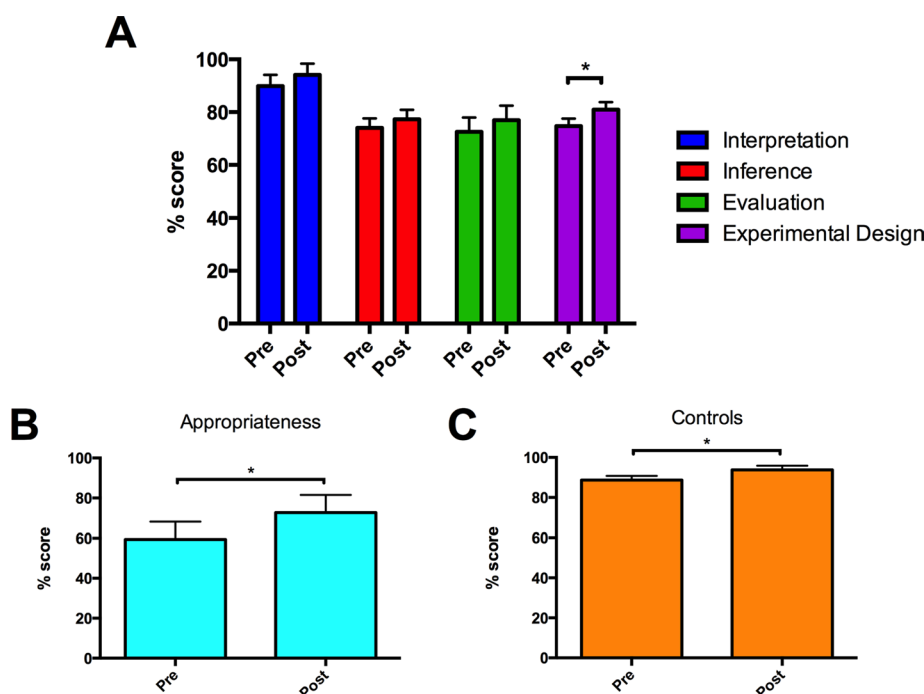 A
% score
100
80
60
40
20
0
Pre
Post
Pre
Post
Pre
Post
Pre
Post
*
Interpretation
Inference
Evaluation
Experimental Design
B
Appropriateness
% score
100
80
60
40
20
0
*
Pre
Post
C
Controls
% score
100
80
60
40
20
0
*
Pre
Post